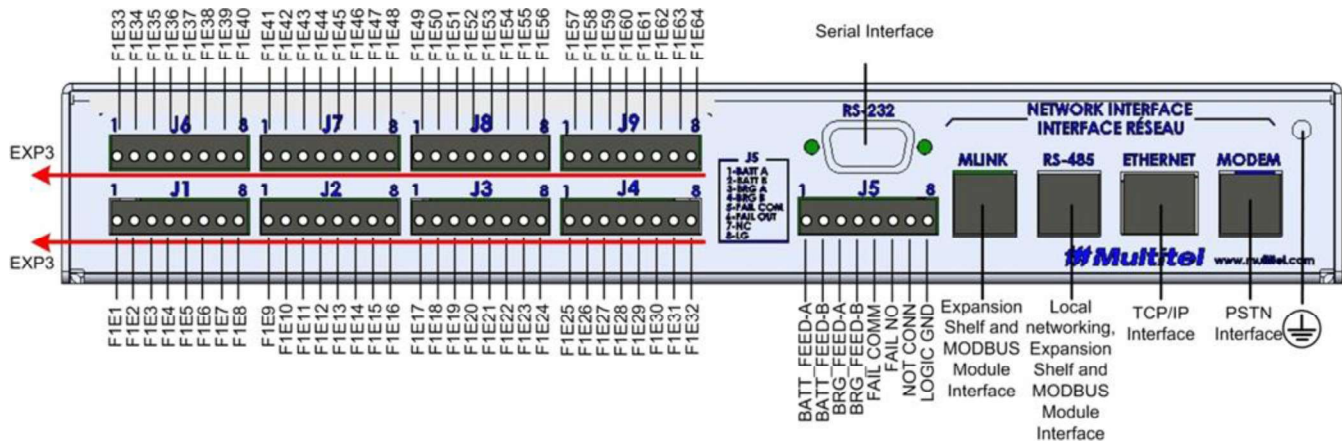 F1E33
F1E34
F1E35
F1E36
F1E37
F1E38
F1E39
F1E40
F1E41
F1E42
F1E43
F1E44
F1E45
F1E46
F1E47
F1E48
F1E49
F1E50
F1E51
F1E52
F1E53
F1E54
F1E55
F1E56
F1E57
F1E58
F1E59
F1E60
F1E61
F1E62
F1E63
F1E64
Serial Interface
RS-232
NETWORK INTERFACE
INTERFACE RÉSEAU
1 J6 8
1 J7 8
1 J8 8
1 J9 8
EXP3
MLINK
RS-485
ETHERNET
MODEM
J5
1-BATT A
2-BATT B
3-BRG A
4-BRG B
5-FAIL COM
6-FAIL OUT
7-NC
8-LG
1 J1 8
1 J2 8
1 J3 8
1 J4 8
1 J5 8
EXP3
Multitel
www.multitel.com
F1E1
F1E2
F1E3
F1E4
F1E5
F1E6
F1E7
F1E8
F1E9
F1E10
F1E11
F1E12
F1E13
F1E14
F1E15
F1E16
F1E17
F1E18
F1E19
F1E20
F1E21
F1E22
F1E23
F1E24
F1E25
F1E26
F1E27
F1E28
F1E29
F1E30
F1E31
F1E32
BATT_FEED-A
BATT_FEED-B
BRG_FEED-A
BRG_FEED-B
FAIL COMM
FAIL NO
NOT CONN
LOGIC GND
Expansion
Shelf and
MODBUS
Module
Interface
Local
networking,
Expansion
Shelf and
MODBUS
Module
Interface
TCP/IP
Interface
PSTN
Interface